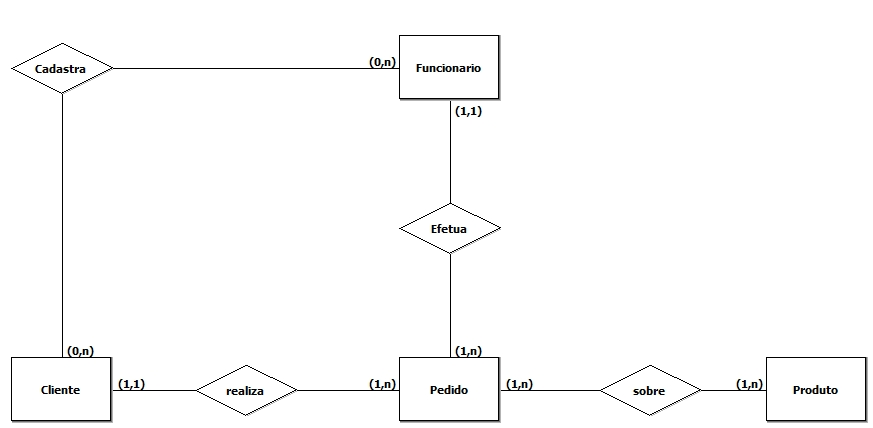 Cadastra
(0,n)
Funcionario
(1,1)
Efetua
(0,n)
(1,n)
Cliente
(1,1)
realiza
(1,n)
Pedido
(1,n)
sobre
(1,n)
Produto